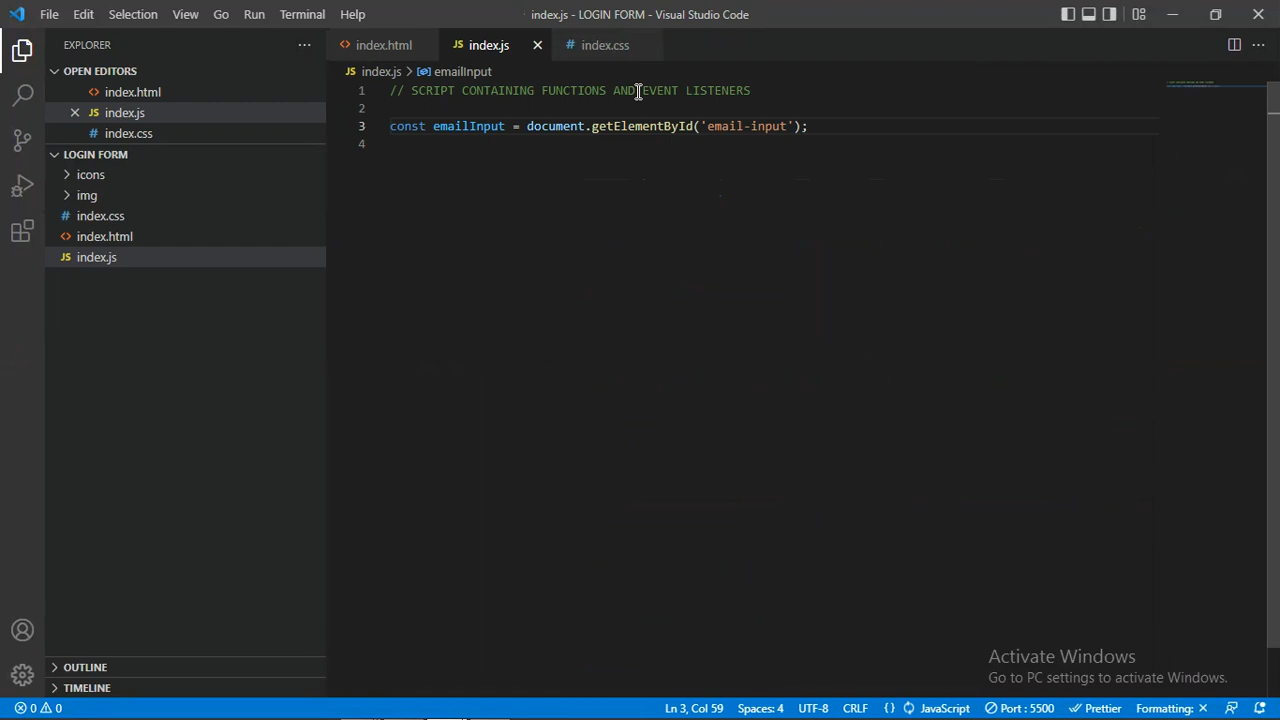 File Edit Selection View Go Run Terminal Help index.js - LOGIN FORM - Visual Studio Code
EXPLORER
OPEN EDITORS
index.html
index.js
index.css
LOGIN FORM
icons
img
index.css
index.html
index.js
OUTLINE
TIMELINE
index.html index.js index.css
index.js > emailInput
1 // SCRIPT CONTAINING FUNCTIONS AND EVENT LISTENERS
2
3 const emailInput = document.getElementById('email-input');
4
Activate Windows
Go to PC settings to activate Windows.
0 0 Ln 3, Col 59 Spaces: 4 UTF-8 CRLF {} JavaScript Port : 5500 Prettier Formatting: ×